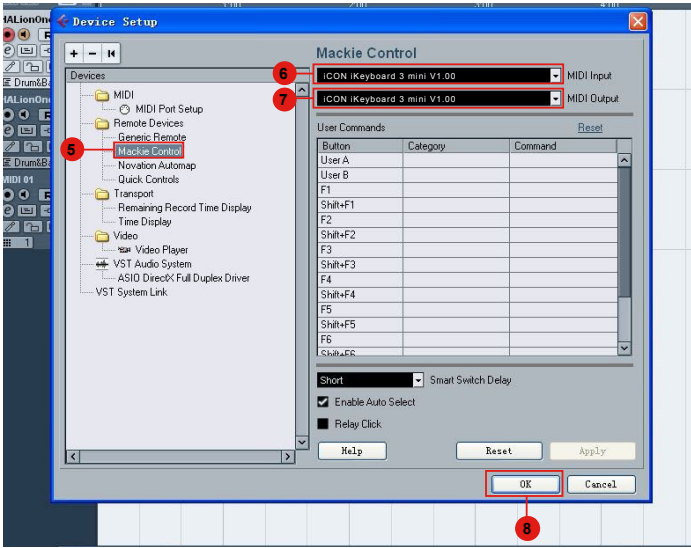 Device Setup
HALionOne
+ − 
Devices
MIDI
MIDI Port Setup
Remote Devices
Generic Remote
5
Mackie Control
Novation Automap
Quick Controls
Transport
Remaining Record Time Display
Time Display
Video
Video Player
VST Audio System
ASIO DirectX Full Duplex Driver
VST System Link
Mackie Control
6
iCON iKeyboard 3 mini V1.00
MIDI Input
7
iCON iKeyboard 3 mini V1.00
MIDI Output
User Commands
Reset
Button Category Command
User A
User B
F1
Shift+F1
F2
Shift+F2
F3
Shift+F3
F4
Shift+F4
F5
Shift+F5
F6
Shift+F6
Short
Smart Switch Delay
Enable Auto Select
Relay Click
Help
Reset
Apply
OK
Cancel
8
Drum&Ba
HALionOne
Drum&Ba
MIDI 01
1